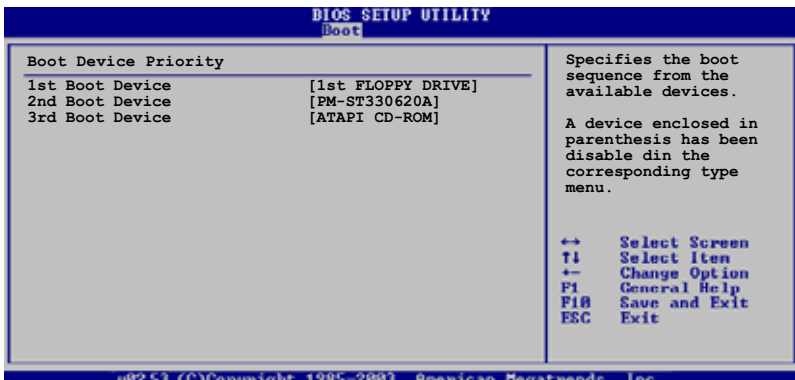 BIOS SETUP UTILITY
Boot
Boot Device Priority
1st Boot Device [1st FLOPPY DRIVE]
2nd Boot Device [PM-ST330620A]
3rd Boot Device [ATAPI CD-ROM]
Specifies the boot
sequence from the
available devices.
A device enclosed in
parenthesis has been
disable din the
corresponding type
menu.
↔ Select Screen
↑↓ Select Item
+- Change Option
F1 General Help
F10 Save and Exit
ESC Exit
v02.53 (C)Copyright 1985-2003, American Megatrends, Inc.